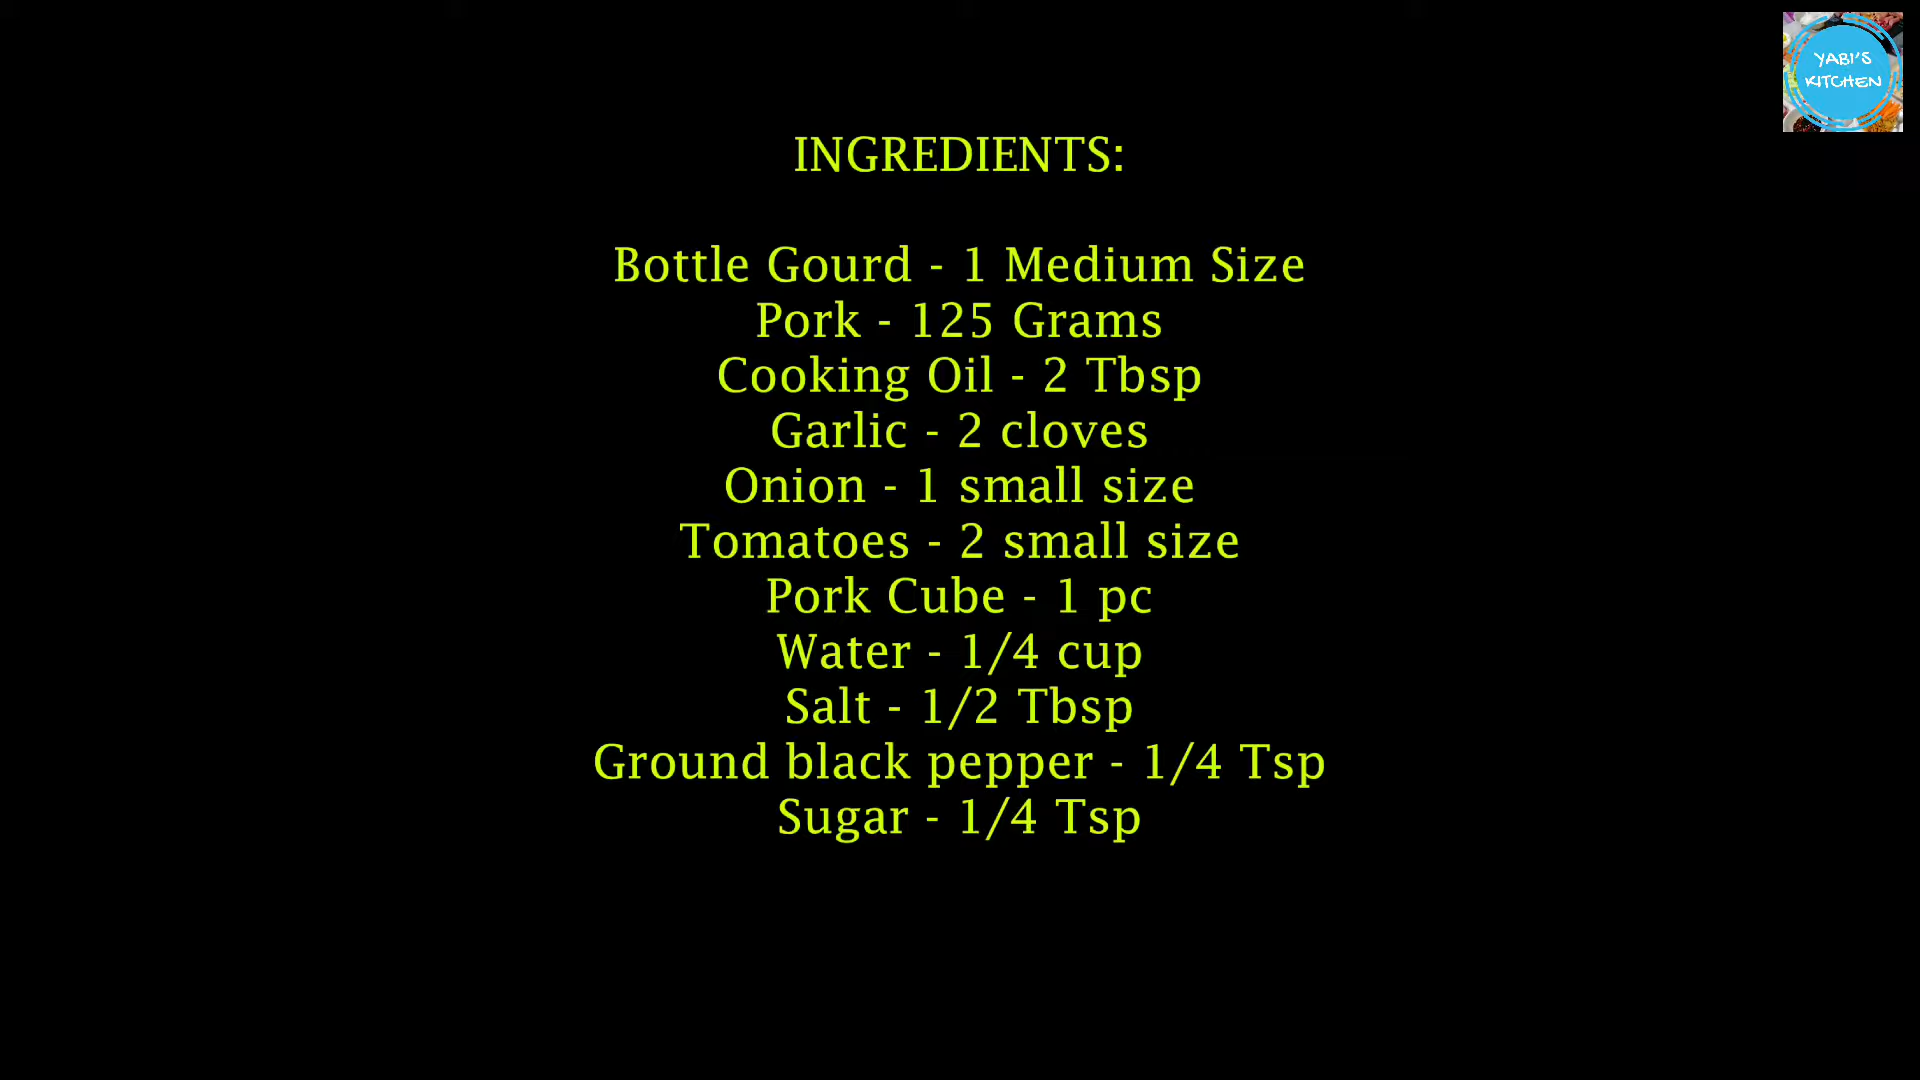 YABI'S
KITCHEN
INGREDIENTS:
Bottle Gourd - 1 Medium Size
Pork - 125 Grams
Cooking Oil - 2 Tbsp
Garlic - 2 cloves
Onion - 1 small size
Tomatoes - 2 small size
Pork Cube - 1 pc
Water - 1/4 cup
Salt - 1/2 Tbsp
Ground black pepper - 1/4 Tsp
Sugar - 1/4 Tsp